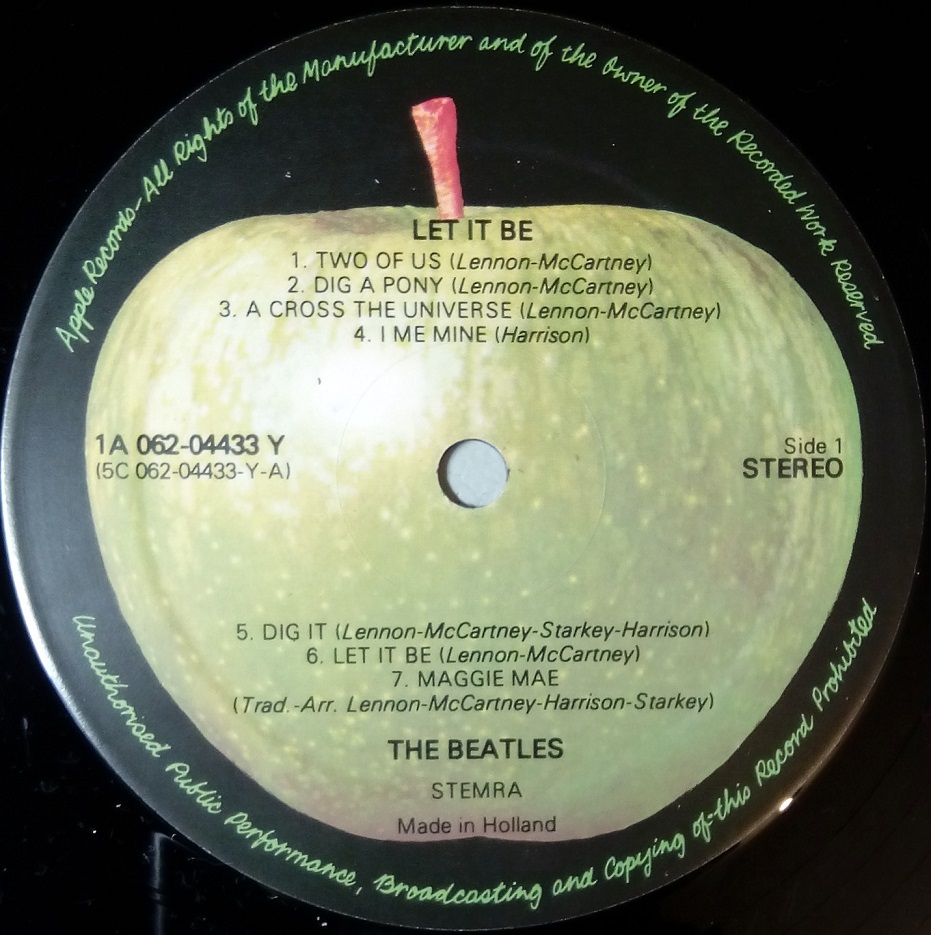 Apple Records-All Rights of the Manufacturer and of the Owner of the Recorded Work Reserved
LET IT BE
1. TWO OF US (Lennon-McCartney)
2. DIG A PONY (Lennon-McCartney)
3. A CROSS THE UNIVERSE (Lennon-McCartney)
4. I ME MINE (Harrison)
1A 062-04433 Y
(5C 062-04433-Y-A)
Side 1
STEREO
5. DIG IT (Lennon-McCartney-Starkey-Harrison)
6. LET IT BE (Lennon-McCartney)
7. MAGGIE MAE
(Trad.-Arr. Lennon-McCartney-Harrison-Starkey)
THE BEATLES
STEMRA
Made in Holland
Unauthorised Public Performance, Broadcasting and Copying of-this Record Prohibited